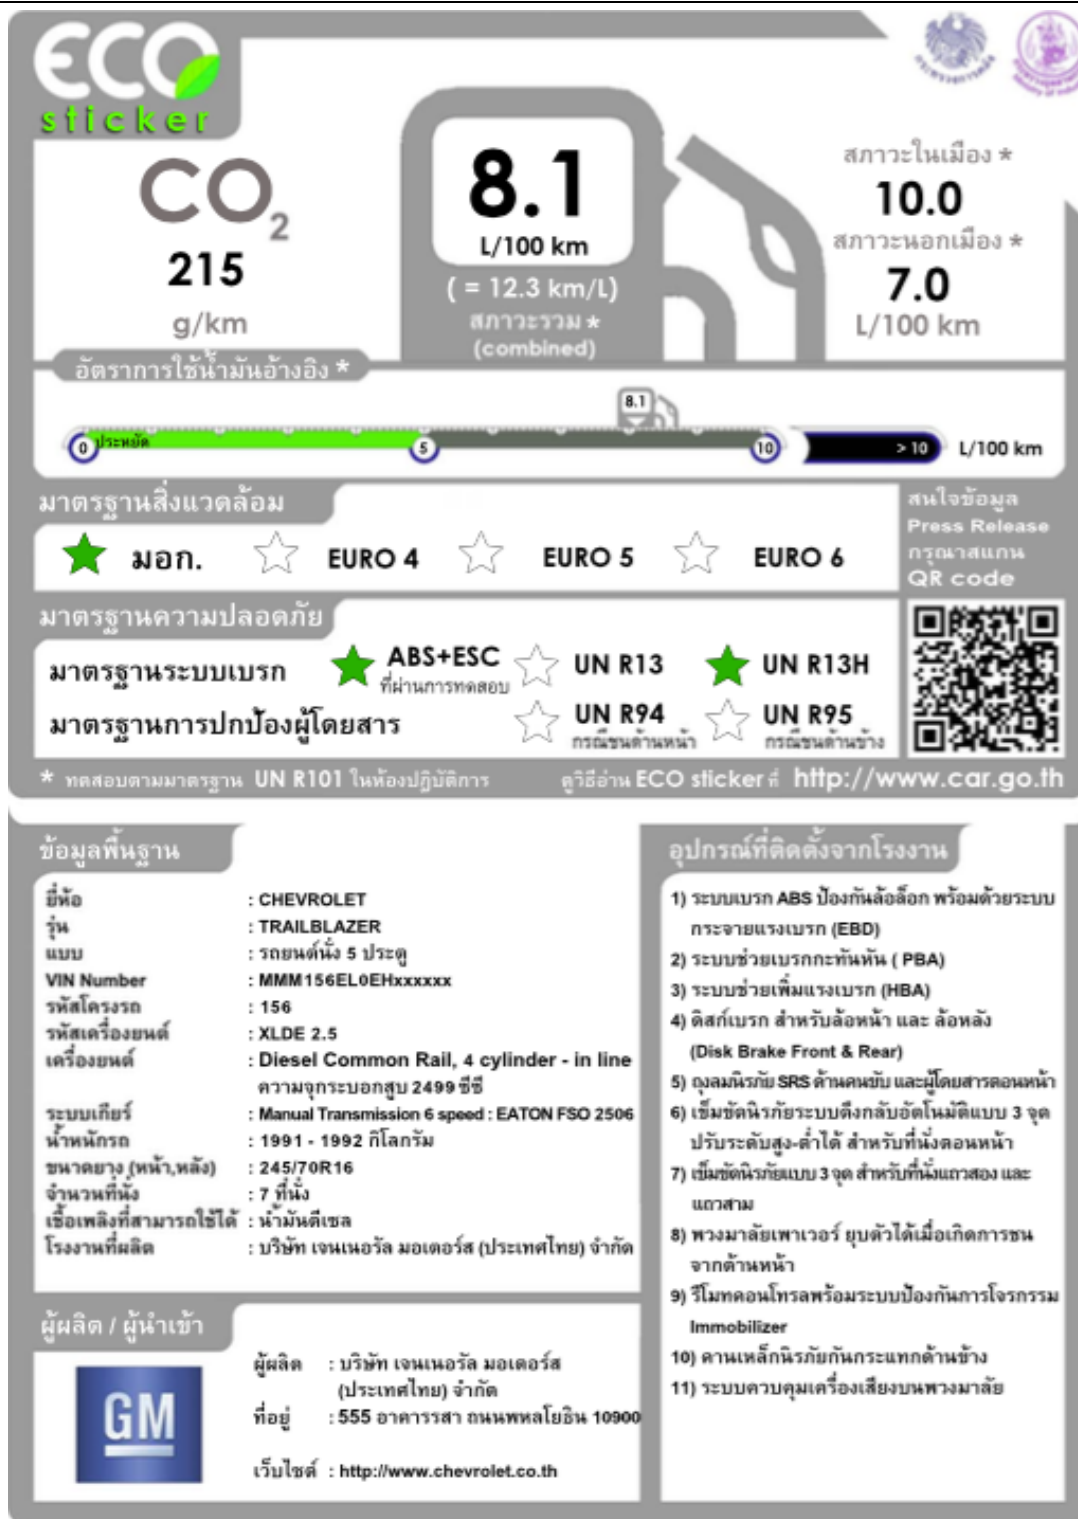 ECO
sticker
กระทรวงการคลัง
CO2
215
g/km
8.1
L/100 km
( = 12.3 km/L)
สภาวะรวม *
(combined)
สภาวะในเมือง *
10.0
สภาวะนอกเมือง *
7.0
L/100 km
อัตราการใช้น้ำมันอ้างอิง *
8.1
0 ประหยัด 5 10 > 10 L/100 km
มาตรฐานสิ่งแวดล้อม
มอก. EURO 4 EURO 5 EURO 6
สนใจข้อมูล
Press Release
กรุณาสแกน
QR code
มาตรฐานความปลอดภัย
มาตรฐานระบบเบรก ABS+ESC UN R13 UN R13H
ที่ผ่านการทดสอบ
มาตรฐานการปกป้องผู้โดยสาร UN R94 UN R95
กรณีชนด้านหน้า กรณีชนด้านข้าง
* ทดสอบตามมาตรฐาน UN R101 ในห้องปฏิบัติการ ดูวิธีอ่าน ECO sticker ที่ http://www.car.go.th
ข้อมูลพื้นฐาน
ยี่ห้อ : CHEVROLET
รุ่น : TRAILBLAZER
แบบ : รถยนต์นั่ง 5 ประตู
VIN Number : MMM156EL0EHxxxxxx
รหัสโครงรถ : 156
รหัสเครื่องยนต์ : XLDE 2.5
เครื่องยนต์ : Diesel Common Rail, 4 cylinder - in line
ความจุกระบอกสูบ 2499 ซีซี
ระบบเกียร์ : Manual Transmission 6 speed : EATON FSO 2506
น้ำหนักรถ : 1991 - 1992 กิโลกรัม
ขนาดยาง (หน้า,หลัง) : 245/70R16
จำนวนที่นั่ง : 7 ที่นั่ง
เชื้อเพลิงที่สามารถใช้ได้ : น้ำมันดีเซล
โรงงานที่ผลิต : บริษัท เจนเนอรัล มอเตอร์ส (ประเทศไทย) จำกัด
อุปกรณ์ที่ติดตั้งจากโรงงาน
1) ระบบเบรก ABS ป้องกันล้อล็อก พร้อมด้วยระบบ
กระจายแรงเบรก (EBD)
2) ระบบช่วยเบรกกะทันหัน ( PBA)
3) ระบบช่วยเพิ่มแรงเบรก (HBA)
4) ดิสก์เบรก สำหรับล้อหน้า และ ล้อหลัง
(Disk Brake Front & Rear)
5) ถุงลมนิรภัย SRS ด้านคนขับ และผู้โดยสารตอนหน้า
6) เข็มขัดนิรภัยระบบดึงกลับอัตโนมัติแบบ 3 จุด
ปรับระดับสูง-ต่ำได้ สำหรับที่นั่งตอนหน้า
7) เข็มขัดนิรภัยแบบ 3 จุด สำหรับที่นั่งแถวสอง และ
แถวสาม
8) พวงมาลัยเพาเวอร์ ยุบตัวได้เมื่อเกิดการชน
จากด้านหน้า
9) รีโมทคอนโทรลพร้อมระบบป้องกันการโจรกรรม
Immobilizer
10) คานเหล็กนิรภัยกันกระแทกด้านข้าง
11) ระบบควบคุมเครื่องเสียงบนพวงมาลัย
ผู้ผลิต / ผู้นำเข้า
GM
ผู้ผลิต : บริษัท เจนเนอรัล มอเตอร์ส
(ประเทศไทย) จำกัด
ที่อยู่ : 555 อาคารรสา ถนนพหลโยธิน 10900
เว็บไซต์ : http://www.chevrolet.co.th